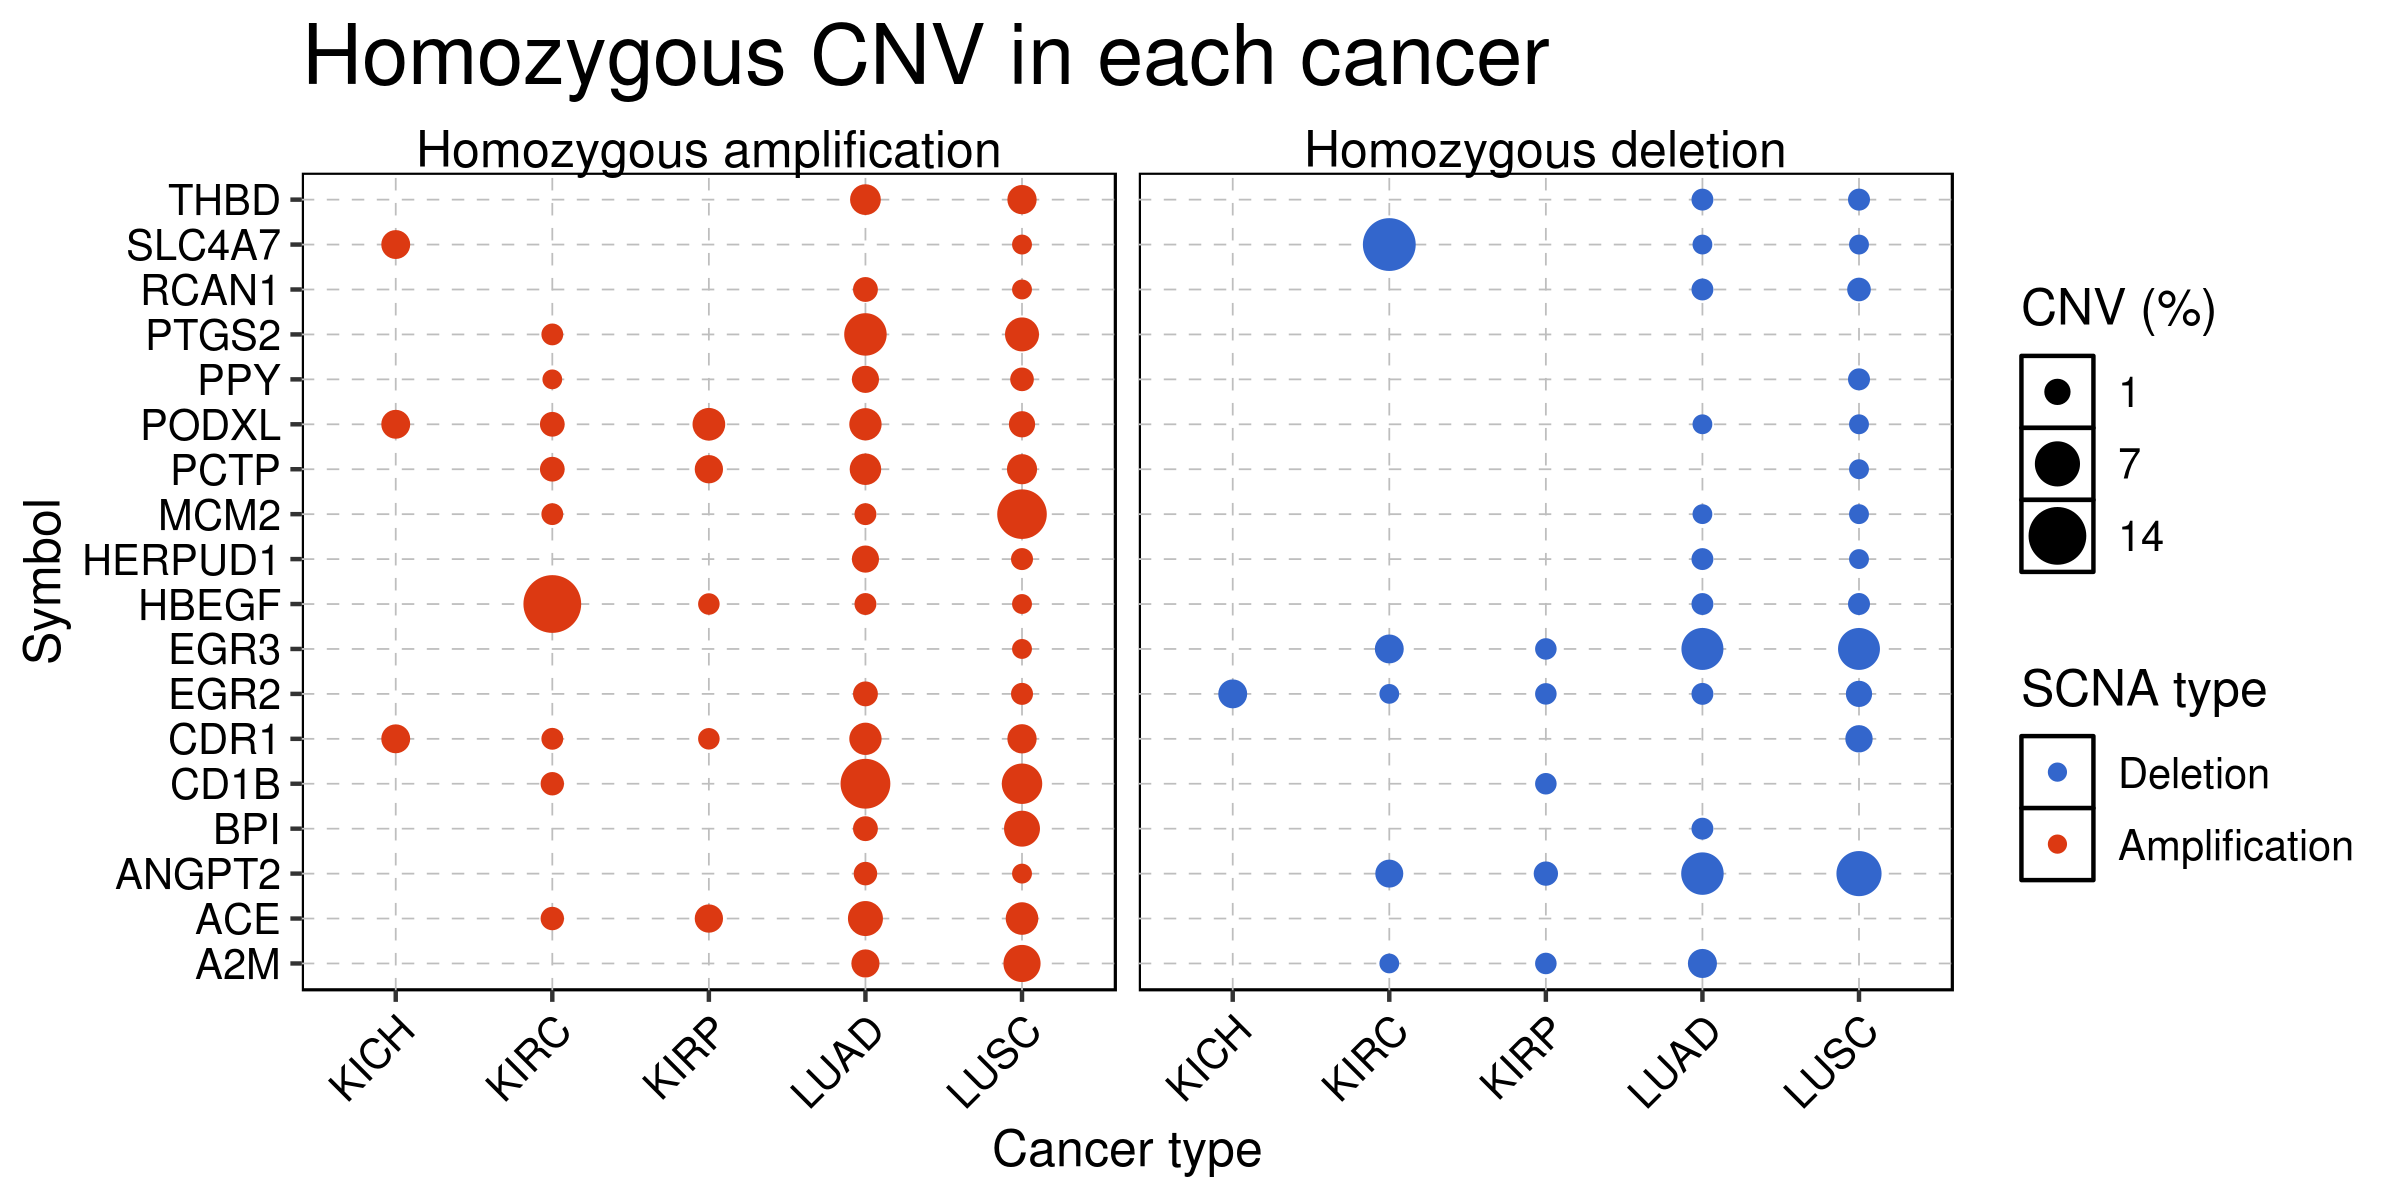 Homozygous CNV in each cancer
Homozygous amplification
Homozygous deletion
Symbol
THBD
SLC4A7
RCAN1
PTGS2
PPY
PODXL
PCTP
MCM2
HERPUD1
HBEGF
EGR3
EGR2
CDR1
CD1B
BPI
ANGPT2
ACE
A2M
KICH
KIRC
KIRP
LUAD
LUSC
KICH
KIRC
KIRP
LUAD
LUSC
Cancer type
CNV (%)
1
7
14
SCNA type
Deletion
Amplification